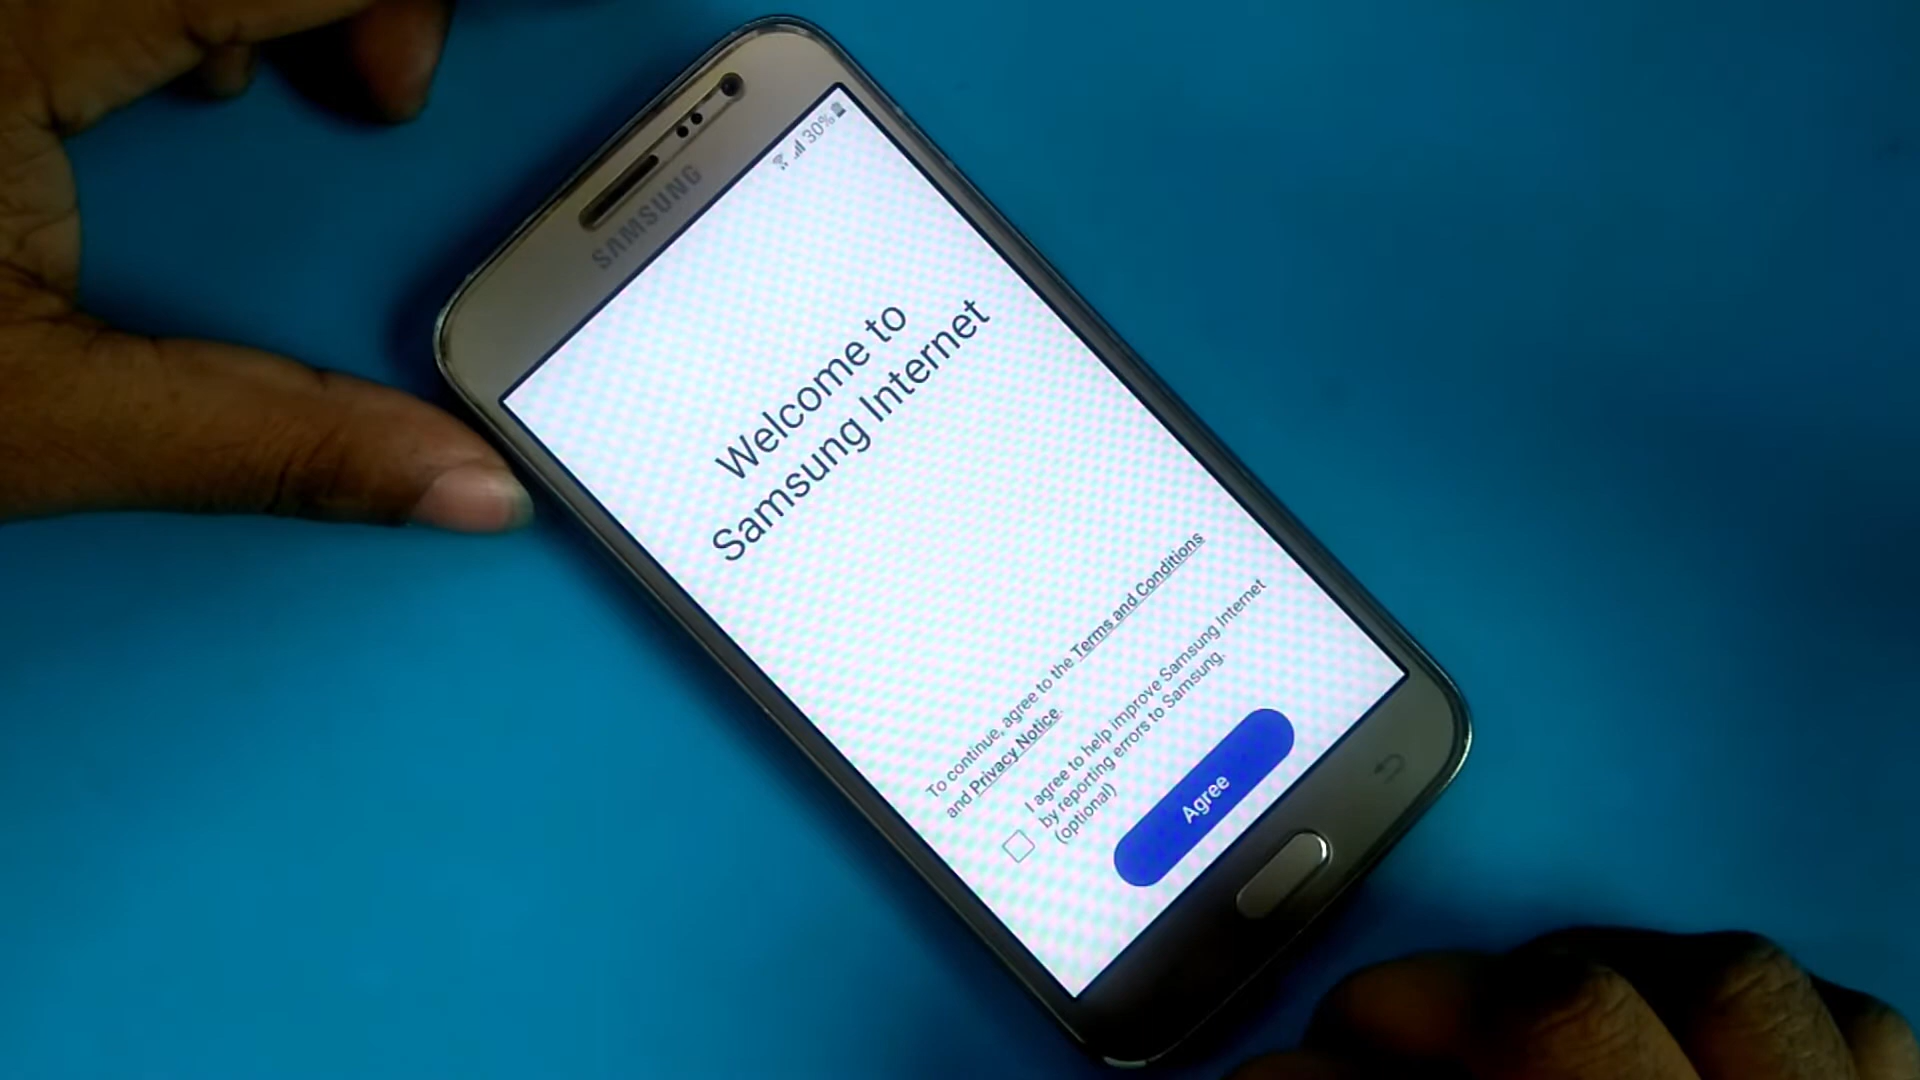 30%
SAMSUNG
Welcome to
Samsung Internet
To continue, agree to the Terms and Conditions
and Privacy Notice.
I agree to help improve Samsung Internet
by reporting errors to Samsung.
(optional)
Agree